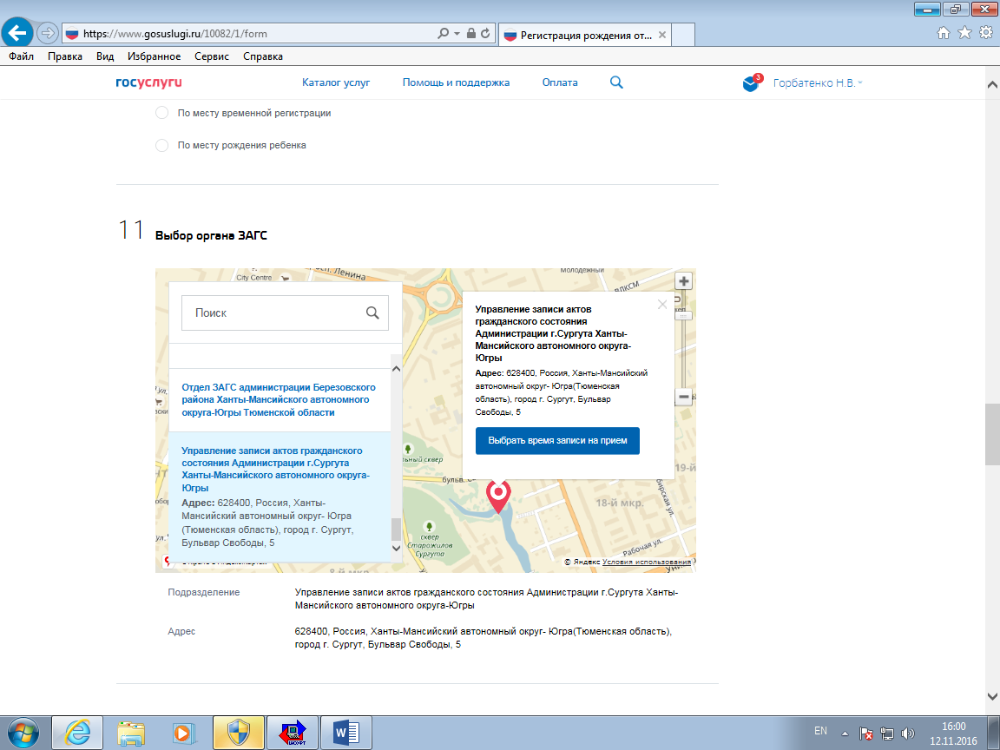 https://www.gosuslugi.ru/10082/1/form
Регистрация рождения от...
Файл Правка Вид Избранное Сервис Справка
госуслуги
Каталог услуг
Помощь и поддержка
Оплата
3
Горбатенко Н.В.
По месту временной регистрации
По месту рождения ребенка
11 Выбор органа ЗАГС
City Centre
Ленина
Молодежный
Поиск
Отдел ЗАГС администрации Березовского
района Ханты-Мансийского автономного
округа-Югры Тюменской области
Управление записи актов гражданского
состояния Администрации г.Сургута
Ханты-Мансийского автономного округа-
Югры
Адрес: 628400, Россия, Ханты-
Мансийский автономный округ- Югра
(Тюменская область), город г. Сургут,
Бульвар Свободы, 5
Управление записи актов
гражданского состояния
Администрации г.Сургута Ханты-
Мансийского автономного округа-
Югры
Адрес: 628400, Россия, Ханты-Мансийский
автономный округ- Югра(Тюменская
область), город г. Сургут, Бульвар
Свободы, 5
Выбрать время записи на прием
18-й мкр.
сквер
Старожилов
Сургута
Рабочая ул.
© Яндекс Условия использования
Подразделение
Управление записи актов гражданского состояния Администрации г.Сургута Ханты-
Мансийского автономного округа-Югры
Адрес
628400, Россия, Ханты-Мансийский автономный округ- Югра(Тюменская область),
город г. Сургут, Бульвар Свободы, 5
EN
16:00
12.11.2016